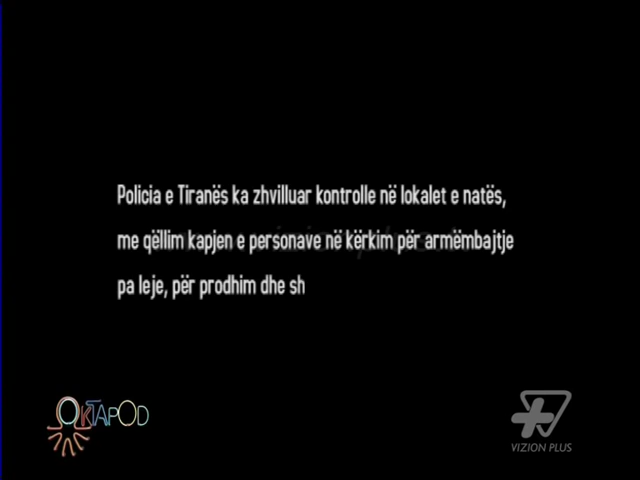 Policia e Tiranës ka zhvilluar kontrolle në lokalet e natës,
me qëllim kapjen e personave në kërkim për armëmbajtje
pa leje, për prodhim dhe sh
OKTAPOD
VIZION PLUS